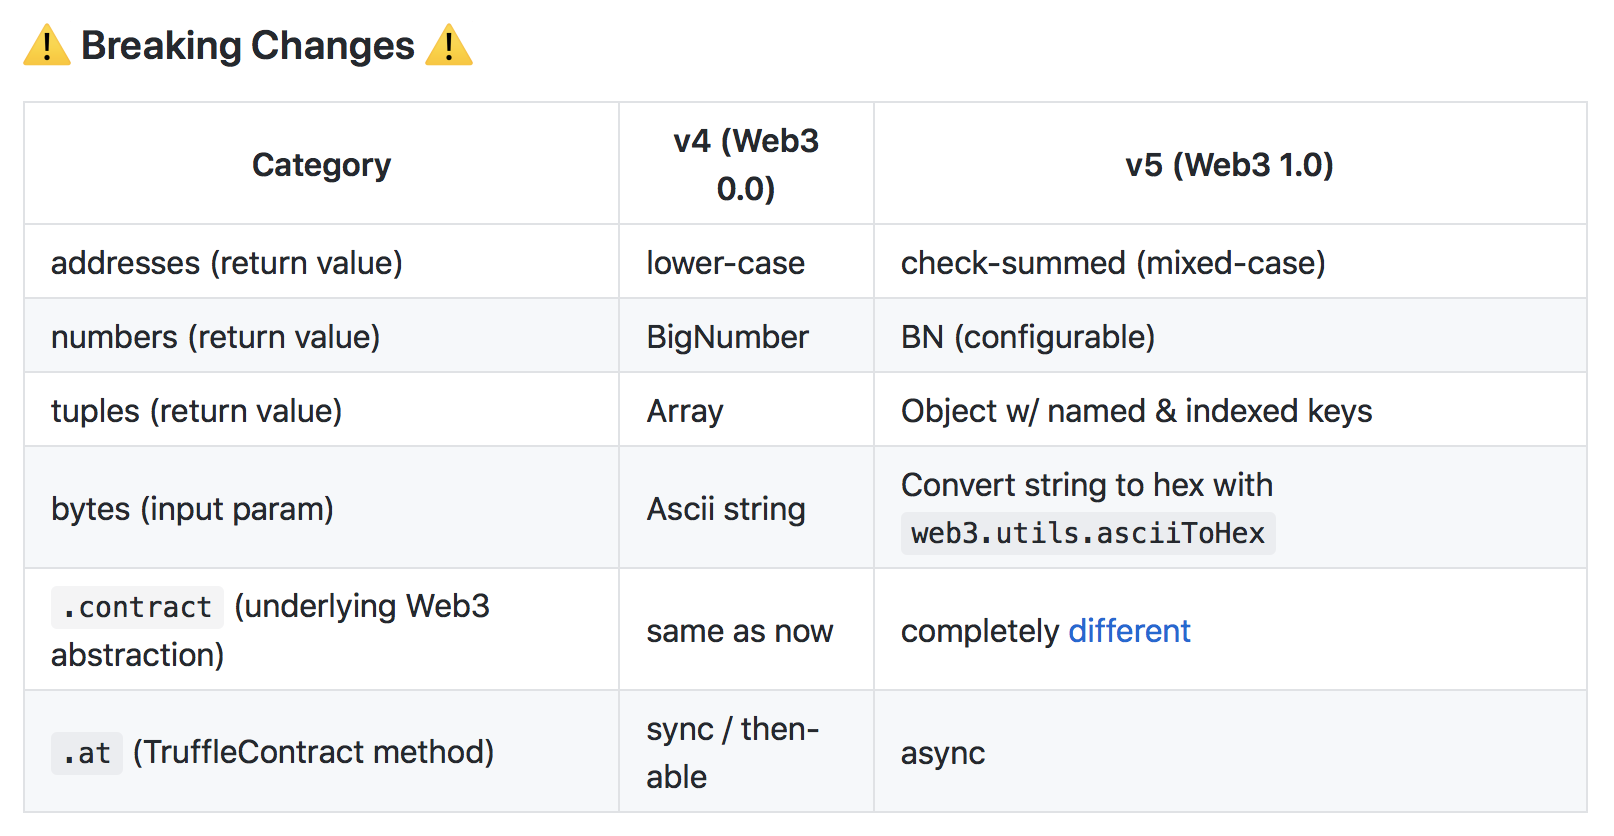 ⚠️ Breaking Changes ⚠️
Category
v4 (Web3
0.0)
v5 (Web3 1.0)
addresses (return value)
lower-case
check-summed (mixed-case)
numbers (return value)
BigNumber
BN (configurable)
tuples (return value)
Array
Object w/ named & indexed keys
bytes (input param)
Ascii string
Convert string to hex with
web3.utils.asciiToHex
.contract (underlying Web3
abstraction)
same as now
completely different
.at (TruffleContract method)
sync / then-
able
async